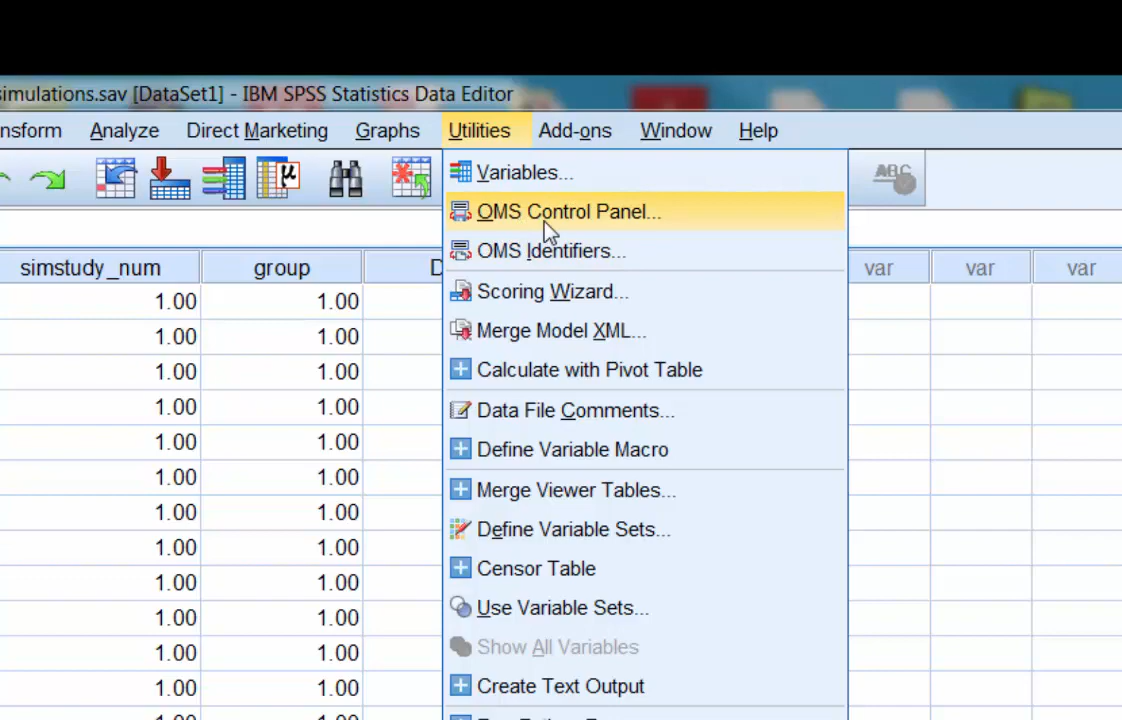 simulations.sav [DataSet1] - IBM SPSS Statistics Data Editor
nsform Analyze Direct Marketing Graphs Utilities Add-ons Window Help
μ
ABC
Variables...
OMS Control Panel...
OMS Identifiers...
Scoring Wizard...
Merge Model XML...
Calculate with Pivot Table
Data File Comments...
Define Variable Macro
Merge Viewer Tables...
Define Variable Sets...
Censor Table
Use Variable Sets...
Show All Variables
Create Text Output
simstudy_num group D var var var
1.00 1.00
1.00 1.00
1.00 1.00
1.00 1.00
1.00 1.00
1.00 1.00
1.00 1.00
1.00 1.00
1.00 1.00
1.00 1.00
1.00 1.00
1.00 1.00